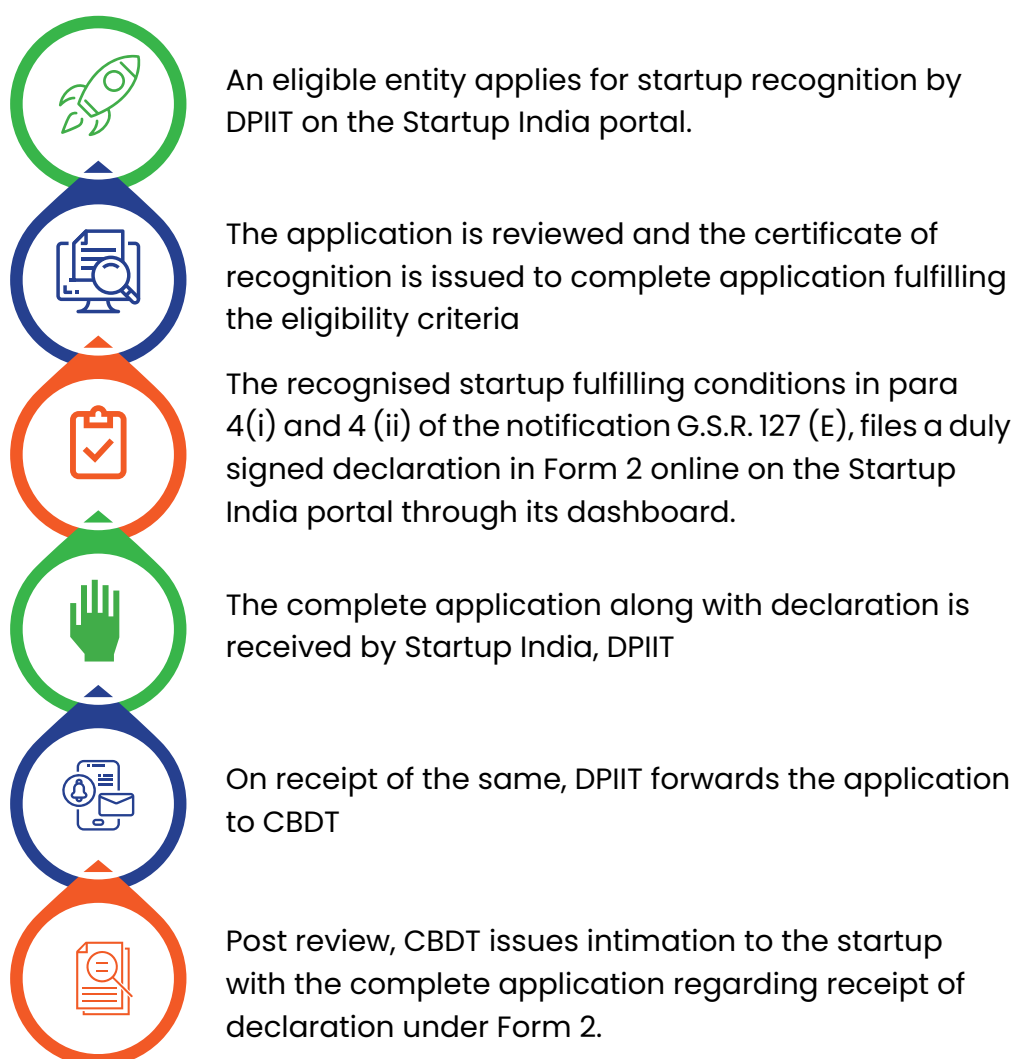 An eligible entity applies for startup recognition by
DPIIT on the Startup India portal.
The application is reviewed and the certificate of
recognition is issued to complete application fulfilling
the eligibility criteria
The recognised startup fulfilling conditions in para
4(i) and 4 (ii) of the notification G.S.R. 127 (E), files a duly
signed declaration in Form 2 online on the Startup
India portal through its dashboard.
The complete application along with declaration is
received by Startup India, DPIIT
On receipt of the same, DPIIT forwards the application
to CBDT
Post review, CBDT issues intimation to the startup
with the complete application regarding receipt of
declaration under Form 2.